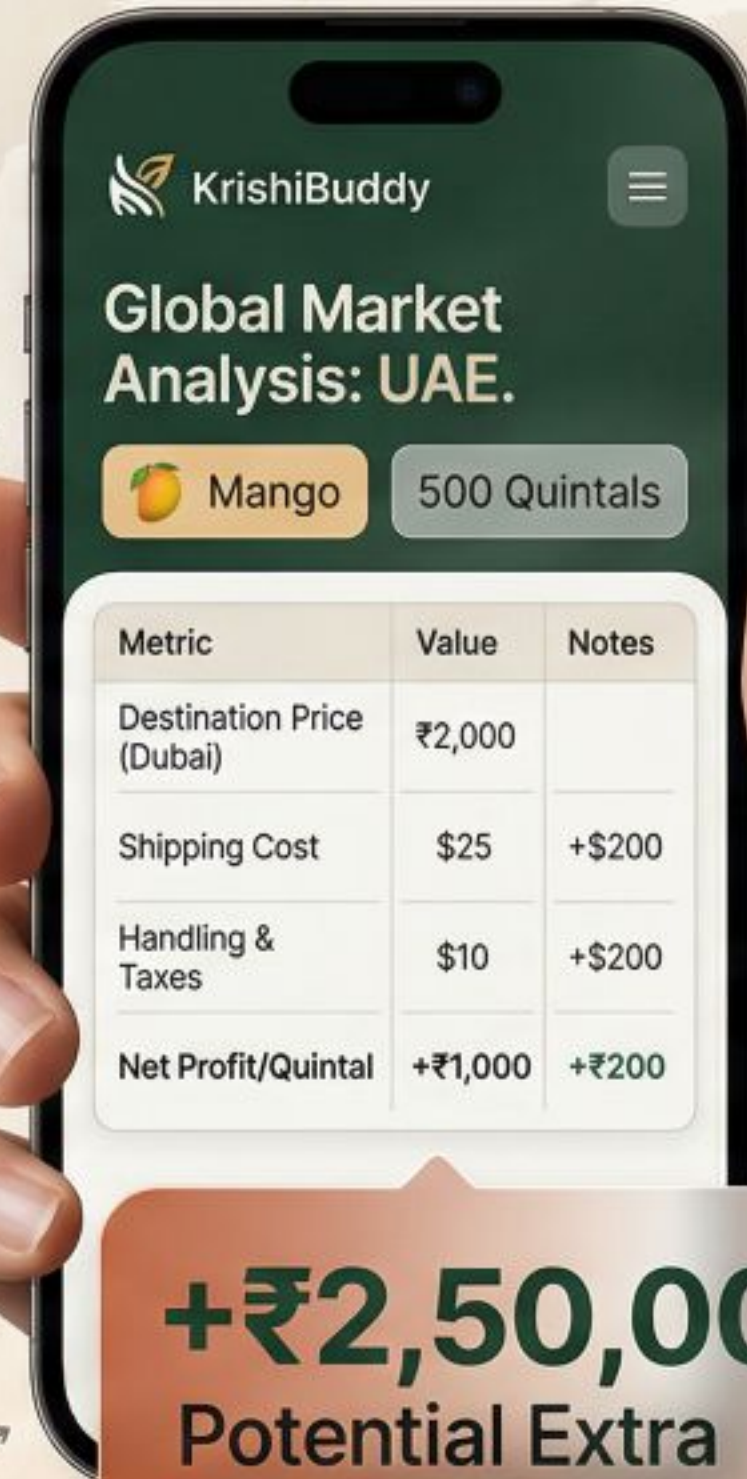 KrishiBuddy
Global Market
Analysis: UAE.
Mango
500 Quintals
Metric Value Notes
Destination Price
(Dubai) ₹2,000
Shipping Cost $25 +$200
Handling &
Taxes $10 +$200
Net Profit/Quintal +₹1,000 +₹200
+₹2,50,00
Potential Extra